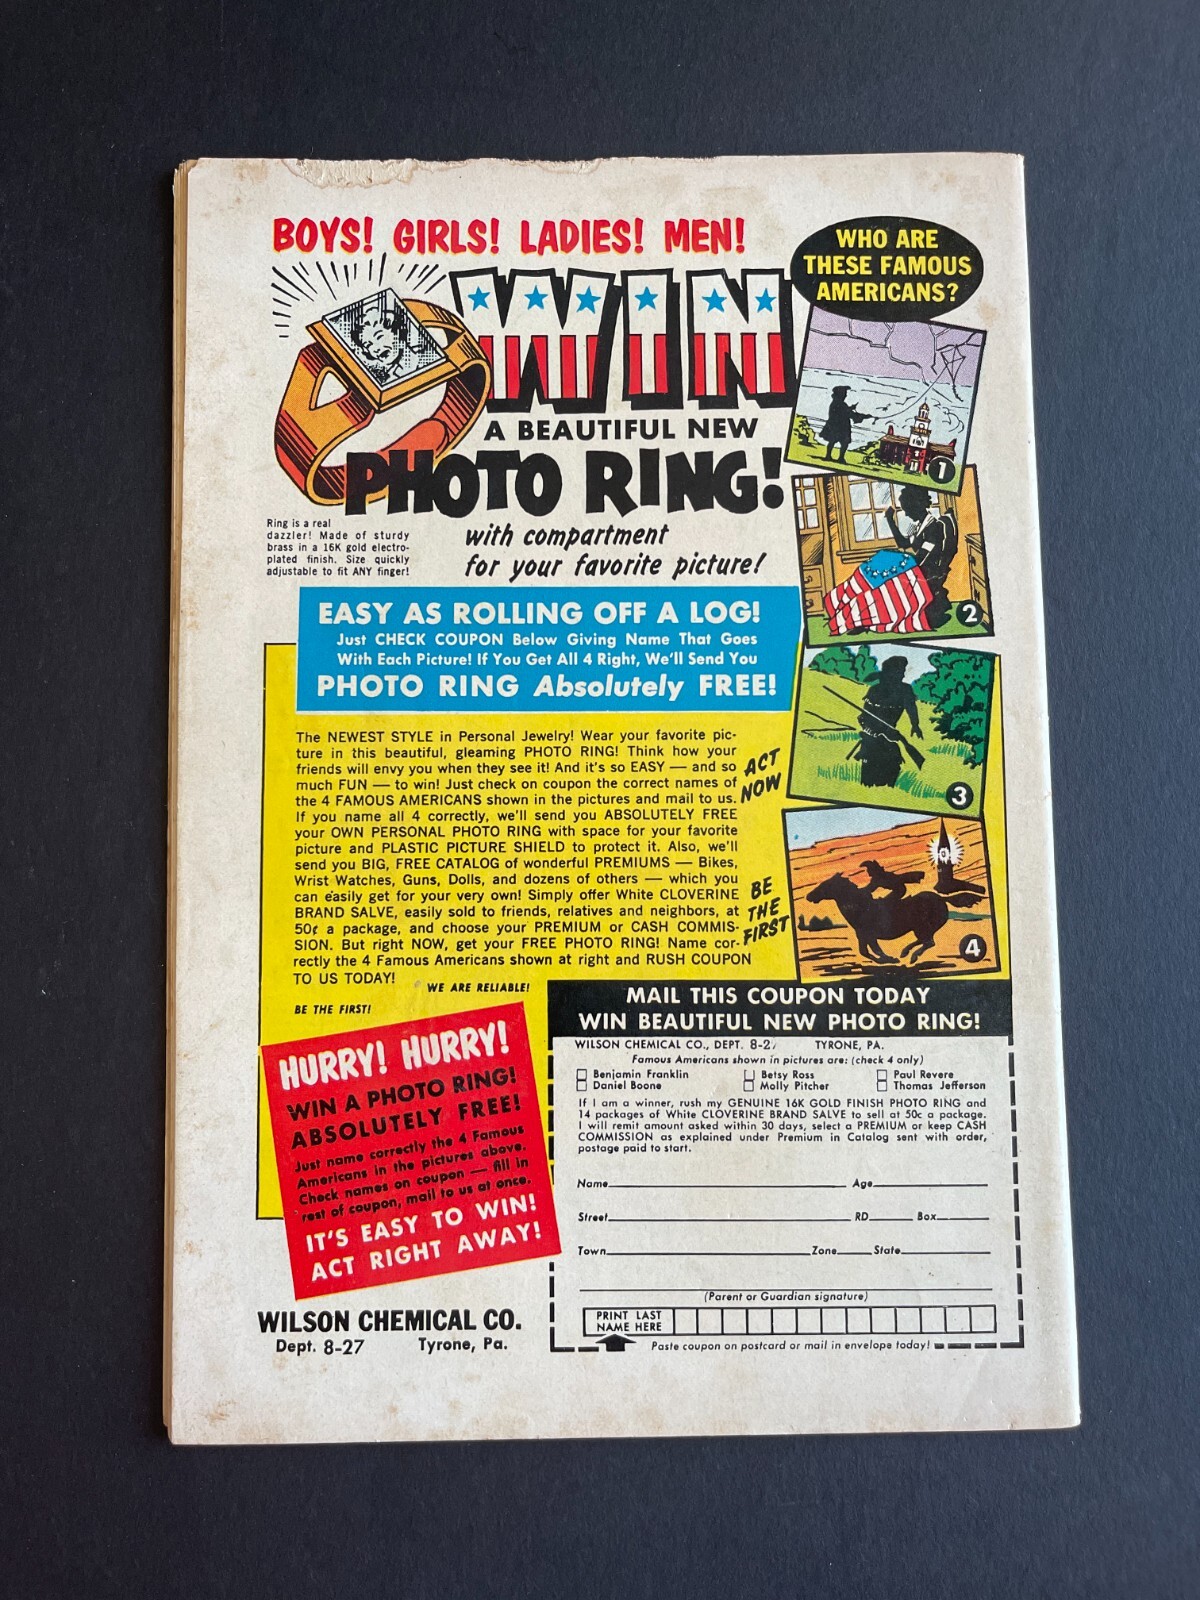 BOYS! GIRLS! LADIES! MEN!
WIN
A BEAUTIFUL NEW
PHOTO RING!
with compartment
for your favorite picture!
Ring is a real
dazzler! Made of sturdy
brass in a 16K gold electro-
plated finish. Size quickly
adjustable to fit ANY finger!
WHO ARE
THESE FAMOUS
AMERICANS?
1
2
3
4
EASY AS ROLLING OFF A LOG!
Just CHECK COUPON Below Giving Name That Goes
With Each Picture! If You Get All 4 Right, We'll Send You
PHOTO RING Absolutely FREE!
The NEWEST STYLE in Personal Jewelry! Wear your favorite pic-
ture in this beautiful, gleaming PHOTO RING! Think how your
friends will envy you when they see it! And it's so EASY — and so
much FUN — to win! Just check on coupon the correct names of
the 4 FAMOUS AMERICANS shown in the pictures and mail to us.
If you name all 4 correctly, we'll send you ABSOLUTELY FREE
your OWN PERSONAL PHOTO RING with space for your favorite
picture and PLASTIC PICTURE SHIELD to protect it. Also, we'll
send you BIG, FREE CATALOG of wonderful PREMIUMS — Bikes,
Wrist Watches, Guns, Dolls, and dozens of others — which you
can easily get for your very own! Simply offer White CLOVERINE
BRAND SALVE, easily sold to friends, relatives and neighbors, at
50¢ a package, and choose your PREMIUM or CASH COMMIS-
SION. But right NOW, get your FREE PHOTO RING! Name cor-
rectly the 4 Famous Americans shown at right and RUSH COUPON
TO US TODAY!
WE ARE RELIABLE!
BE THE FIRST!
ACT
NOW
BE
THE
FIRST
HURRY! HURRY!
WIN A PHOTO RING!
ABSOLUTELY FREE!
Just name correctly the 4 Famous
Americans in the pictures above.
Check names on coupon — fill in
rest of coupon, mail to us at once.
IT'S EASY TO WIN!
ACT RIGHT AWAY!
WILSON CHEMICAL CO.
Dept. 8-27 Tyrone, Pa.
MAIL THIS COUPON TODAY
WIN BEAUTIFUL NEW PHOTO RING!
WILSON CHEMICAL CO., DEPT. 8-27 TYRONE, PA.
Famous Americans shown in pictures are: (check 4 only)
Benjamin Franklin Betsy Ross Paul Revere
Daniel Boone Molly Pitcher Thomas Jefferson
If I am a winner, rush my GENUINE 16K GOLD FINISH PHOTO RING and
14 packages of White CLOVERINE BRAND SALVE to sell at 50c a package.
I will remit amount asked within 30 days, select a PREMIUM or keep CASH
COMMISSION as explained under Premium in Catalog sent with order,
postage paid to start.
Name Age
Street RD Box
Town Zone State
(Parent or Guardian signature)
PRINT LAST
NAME HERE
Paste coupon on postcard or mail in envelope today!